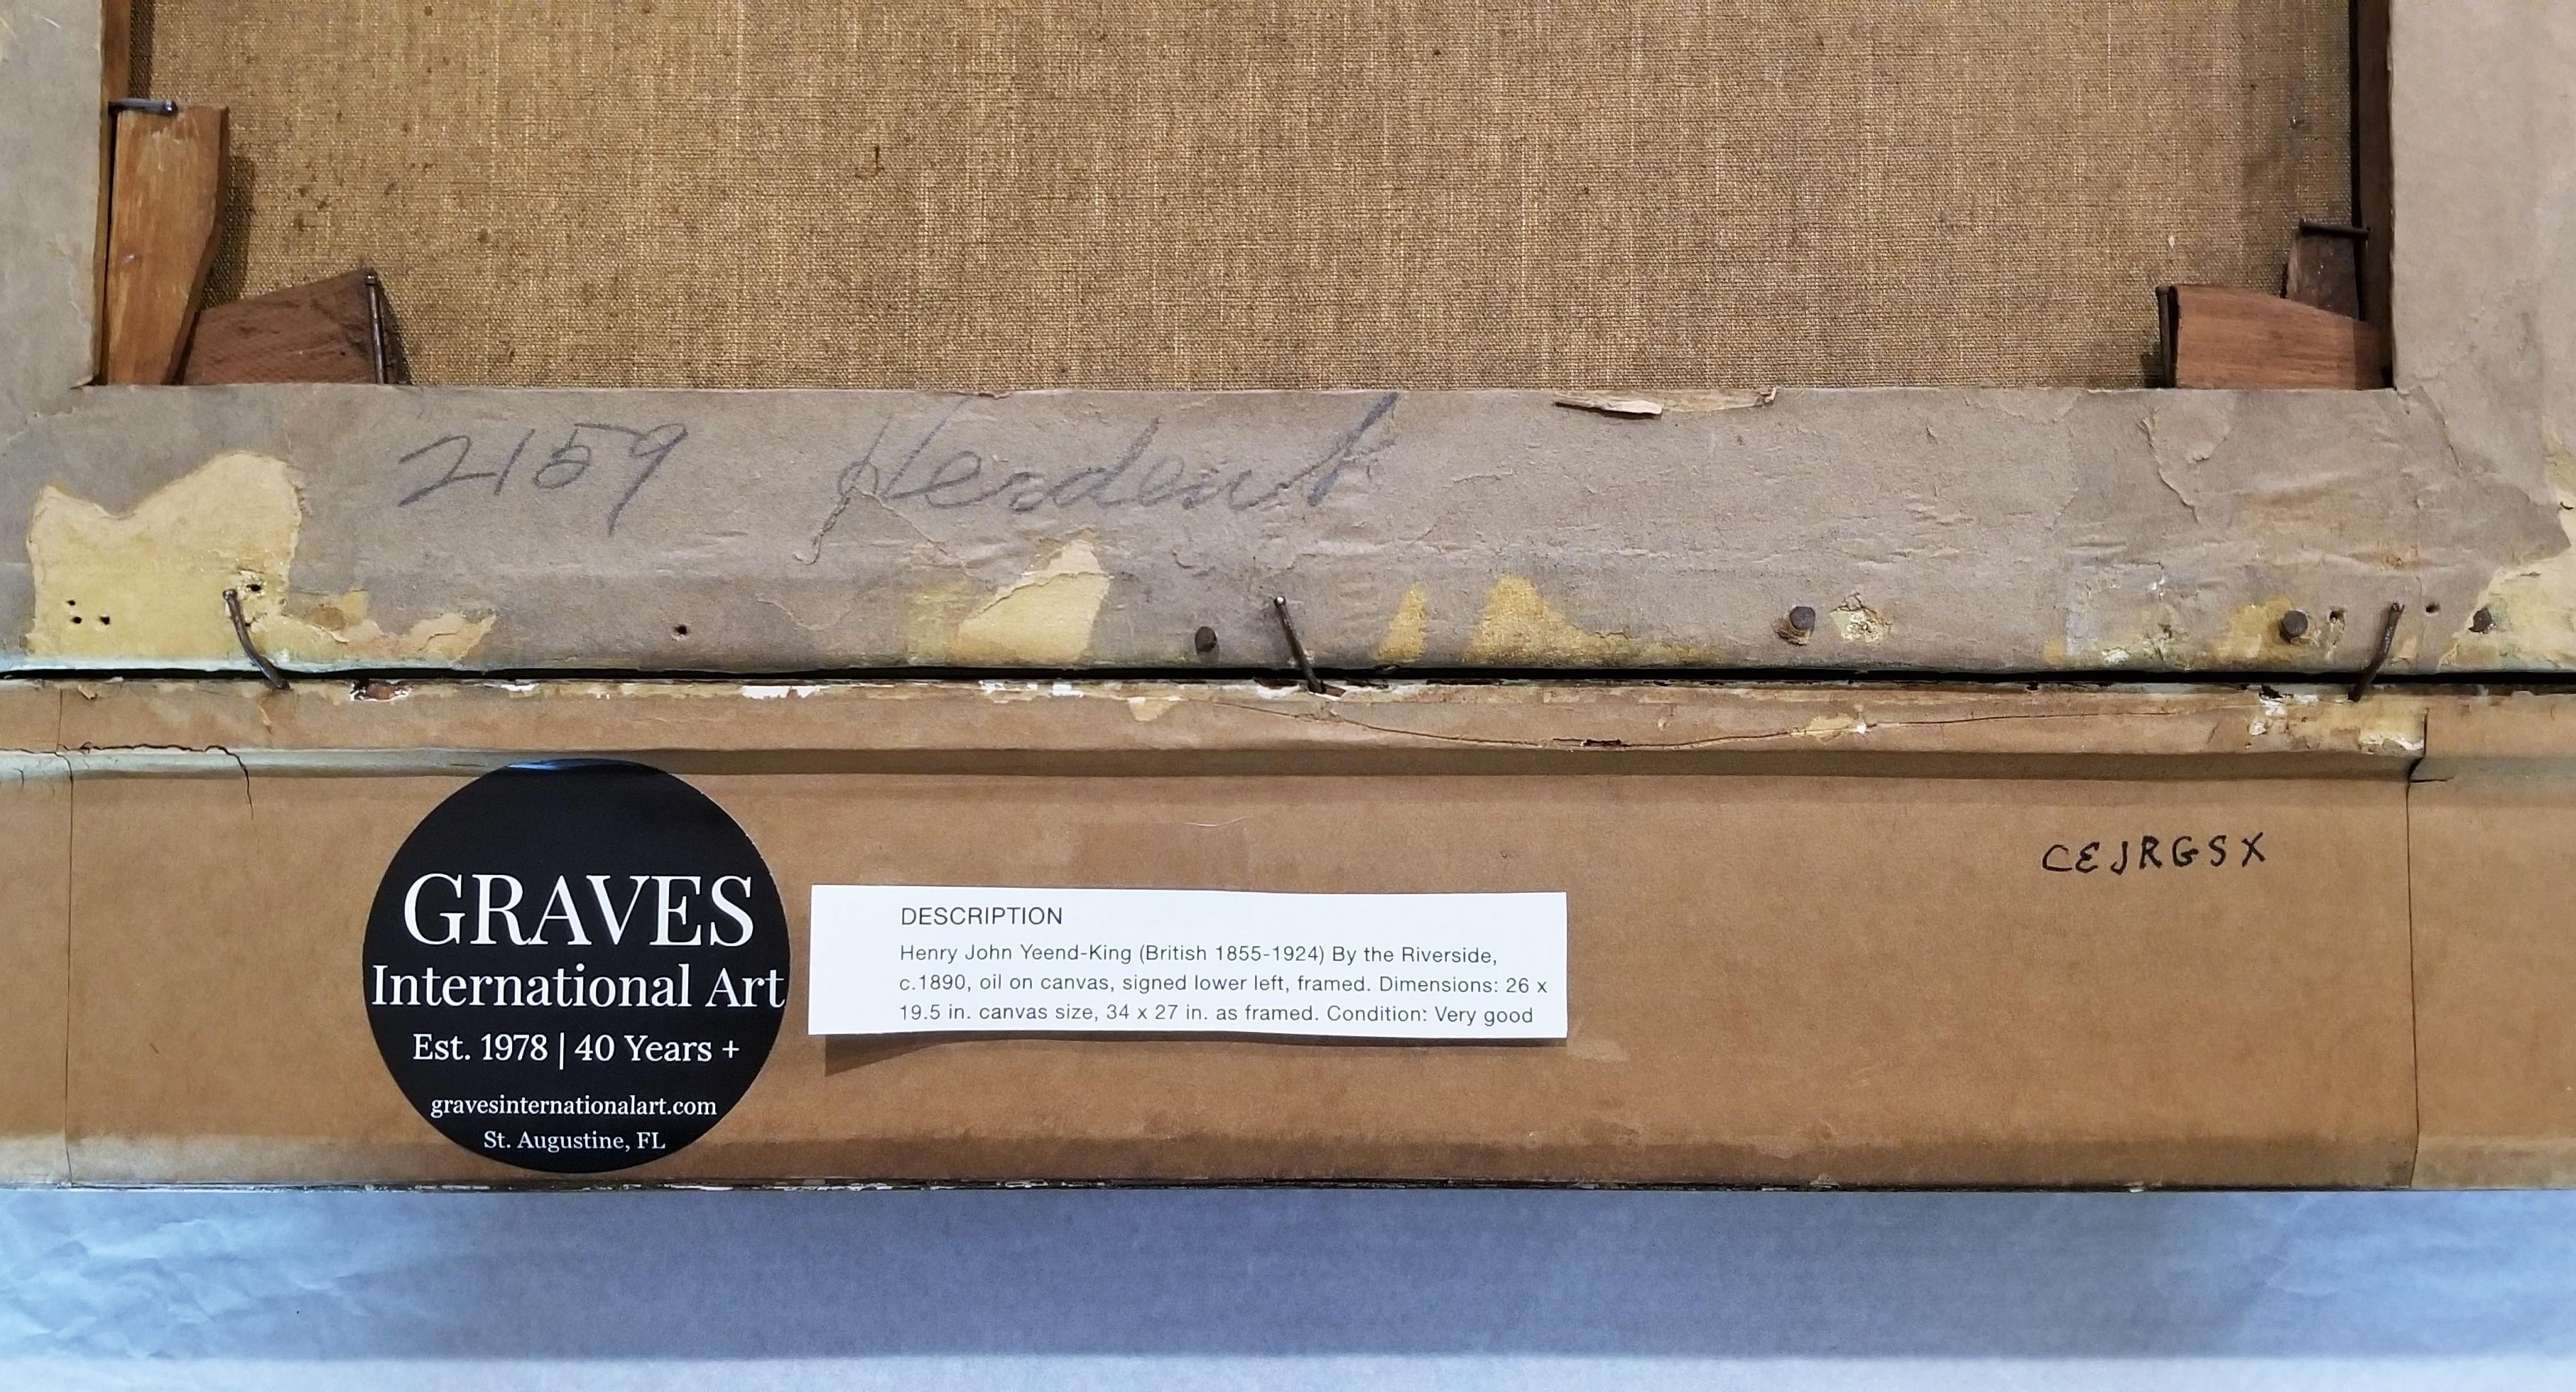 2159
GRAVES
International Art
Est. 1978 | 40 Years +
gravesinternationalart.com
St. Augustine, FL
DESCRIPTION
Henry John Yeend-King (British 1855-1924) By the Riverside,
c.1890, oil on canvas, signed lower left, framed. Dimensions: 26 x
19.5 in. canvas size, 34 x 27 in. as framed. Condition: Very good
CEJRGSX